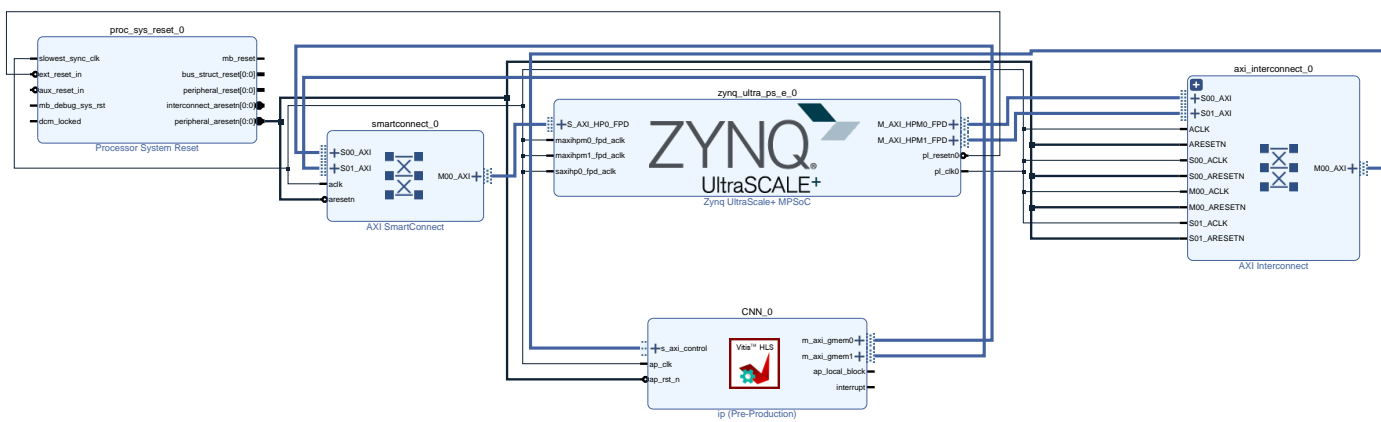 proc_sys_reset_0
slowest_sync_clk
ext_reset_in
aux_reset_in
mb_debug_sys_rst
dcm_locked
mb_reset
bus_struct_reset[0:0]
peripheral_reset[0:0]
interconnect_aresetn[0:0]
peripheral_aresetn[0:0]
Processor System Reset
smartconnect_0
S00_AXI
S01_AXI
aclk
aresetn
M00_AXI
AXI SmartConnect
zynq_ultra_ps_e_0
S_AXI_HP0_FPD
maxihpm0_fpd_aclk
maxihpm1_fpd_aclk
saxihp0_fpd_aclk
ZYNQ®
UltraSCALE+
M_AXI_HPM0_FPD
M_AXI_HPM1_FPD
pl_resetn0
pl_clk0
Zynq UltraScale+ MPSoC
axi_interconnect_0
S00_AXI
S01_AXI
ACLK
ARESETN
S00_ACLK
S00_ARESETN
M00_ACLK
M00_ARESETN
S01_ACLK
S01_ARESETN
M00_AXI
AXI Interconnect
CNN_0
s_axi_control
ap_clk
ap_rst_n
Vitis™ HLS
m_axi_gmem0
m_axi_gmem1
ap_local_block
interrupt
ip (Pre-Production)